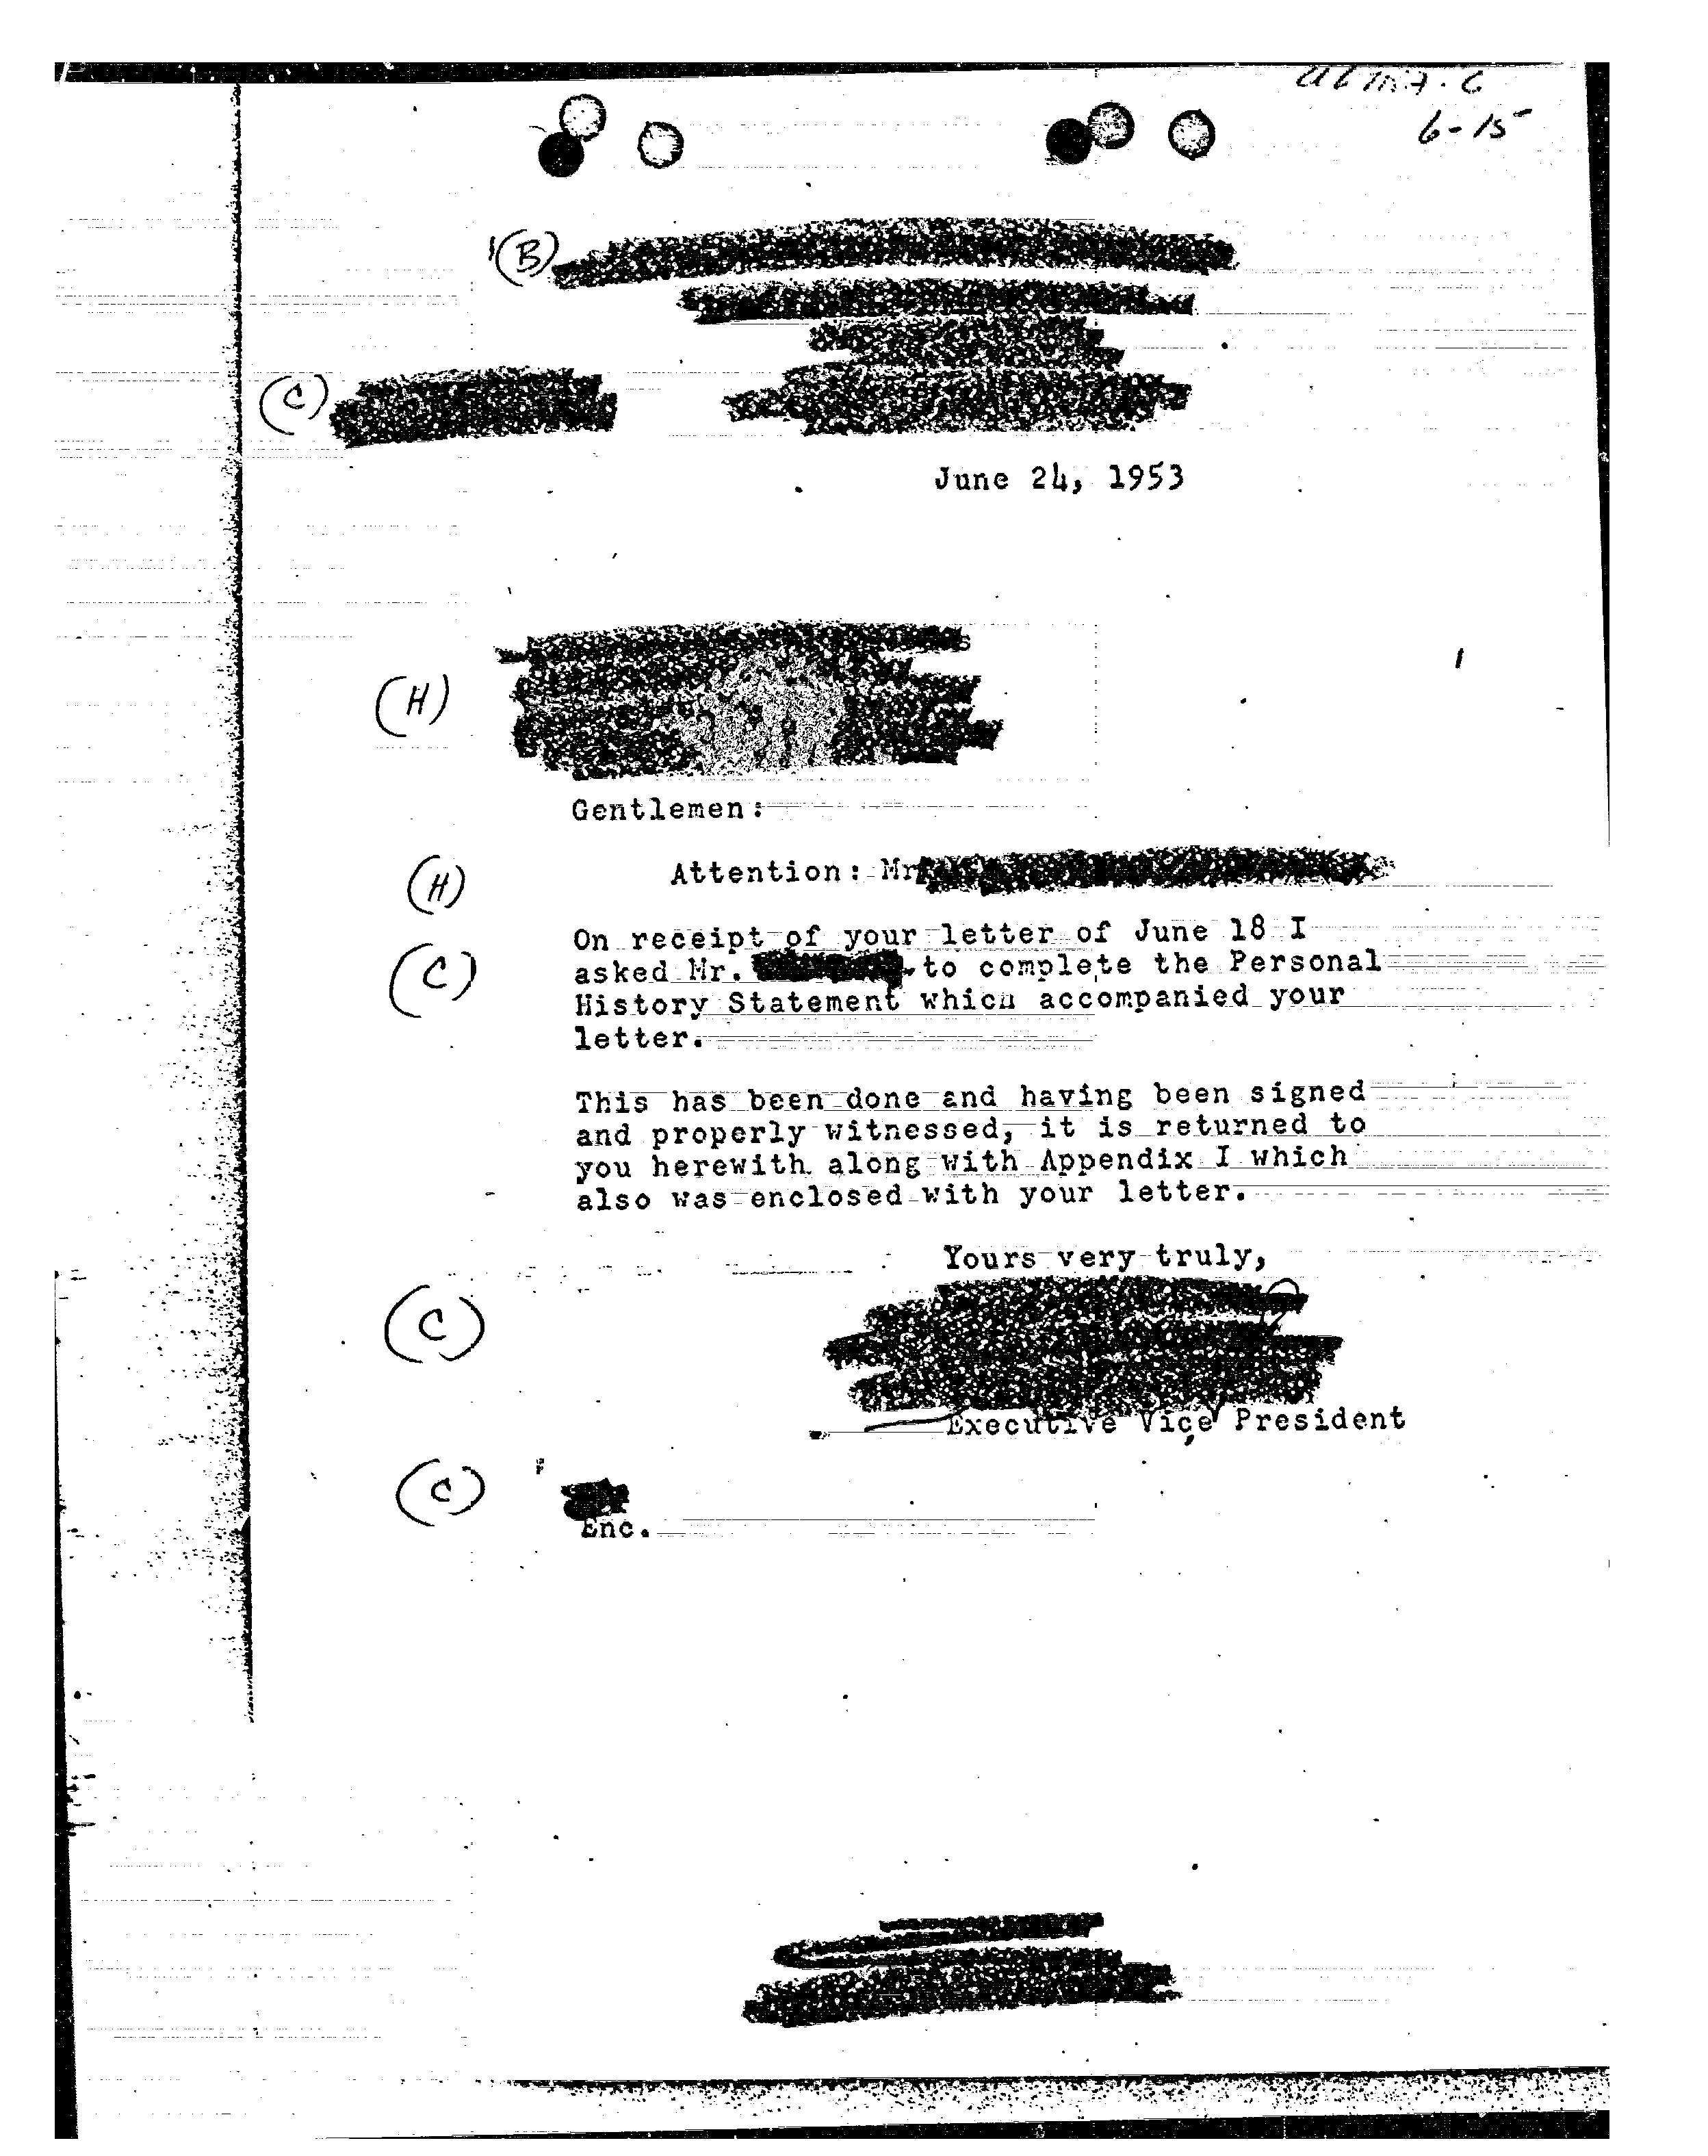 6-15
(B)
(C)
June 24, 1953
(H)
Gentlemen:
(H) Attention: Mr
On receipt of your letter of June 18 I
(C) asked Mr. to complete the Personal
History Statement which accompanied your
letter.
This has been done and having been signed
and properly witnessed, it is returned to
you herewith along with Appendix I which
also was enclosed with your letter.
Yours very truly,
(C)
Executive Vice President
(C)
Enc.